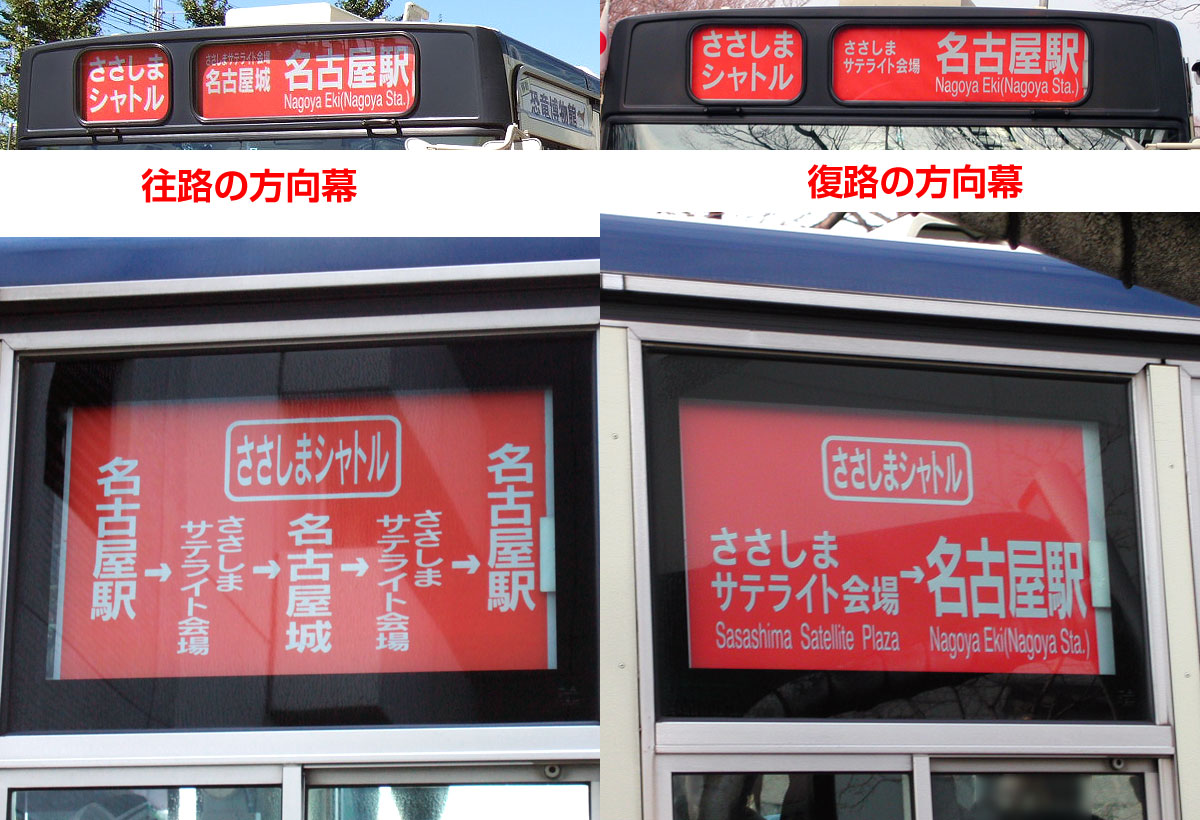 ささしま
シャトル
ささしまサテライト会場
名古屋城
名古屋駅
Nagoya Eki(Nagoya Sta.)
恐竜博物館
ささしま
シャトル
ささしま
サテライト会場
名古屋駅
Nagoya Eki(Nagoya Sta.)
往路の方向幕
復路の方向幕
ささしまシャトル
名古屋駅
→
ささしま
サテライト会場
→
名古屋城
→
ささしま
サテライト会場
→
名古屋駅
ささしまシャトル
ささしま
サテライト会場
Sasashima Satellite Plaza
→
名古屋駅
Nagoya Eki(Nagoya Sta.)